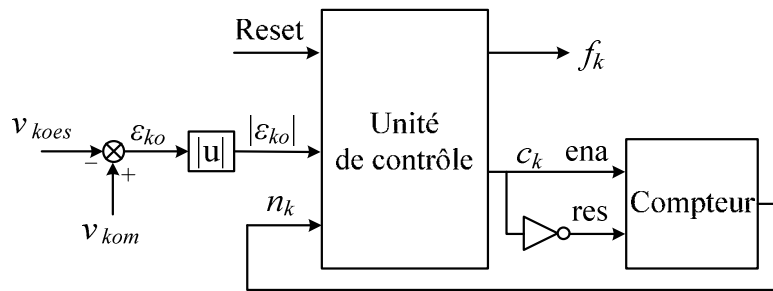 Reset
f_k
v_koes
ε_ko
|u|
|ε_ko|
Unité
de contrôle
c_k
ena
−
+
n_k
res
Compteur
v_kom